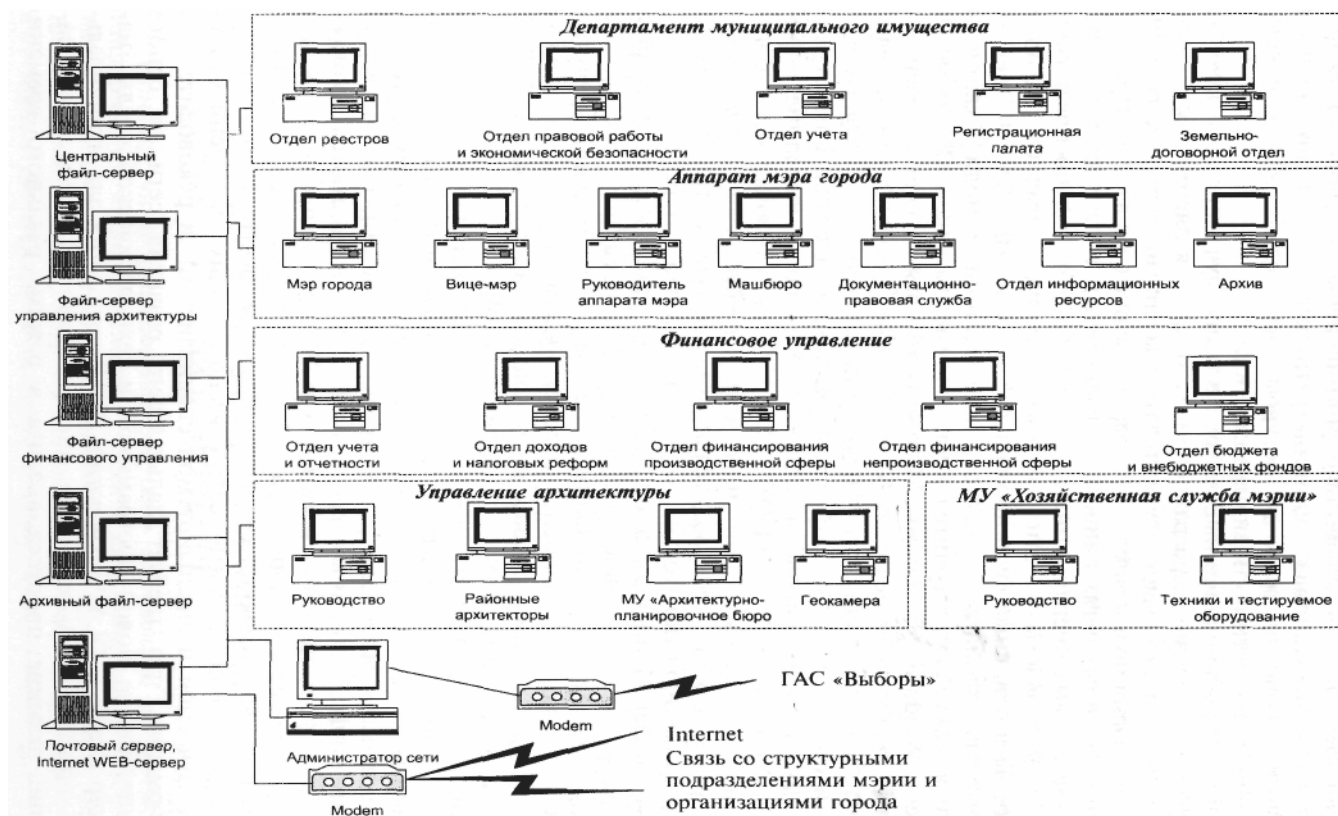 Департамент муниципального имущества
Центральный
файл-сервер
Отдел реестров
Отдел правовой работы
и экономической безопасности
Отдел учета
Регистрационная
палата
Земельно-
договорной отдел
Аппарат мэра города
Файл-сервер
управления архитектуры
Мэр города
Вице-мэр
Руководитель
аппарата мэра
Машбюро
Документационно-
правовая служба
Отдел информационных
ресурсов
Архив
Финансовое управление
Файл-сервер
финансового управления
Отдел учета
и отчетности
Отдел доходов
и налоговых реформ
Отдел финансирования
производственной сферы
Отдел финансирования
непроизводственной сферы
Отдел бюджета
и внебюджетных фондов
Управление архитектуры
МУ «Хозяйственная служба мэрии»
Архивный файл-сервер
Руководство
Районные
архитекторы
МУ «Архитектурно-
планировочное бюро
Геокамера
Руководство
Техники и тестируемое
оборудование
Почтовый сервер,
Internet WEB-сервер
Администратор сети
Modem
ГАС «Выборы»
Modem
Internet
Связь со структурными
подразделениями мэрии и
организациями города